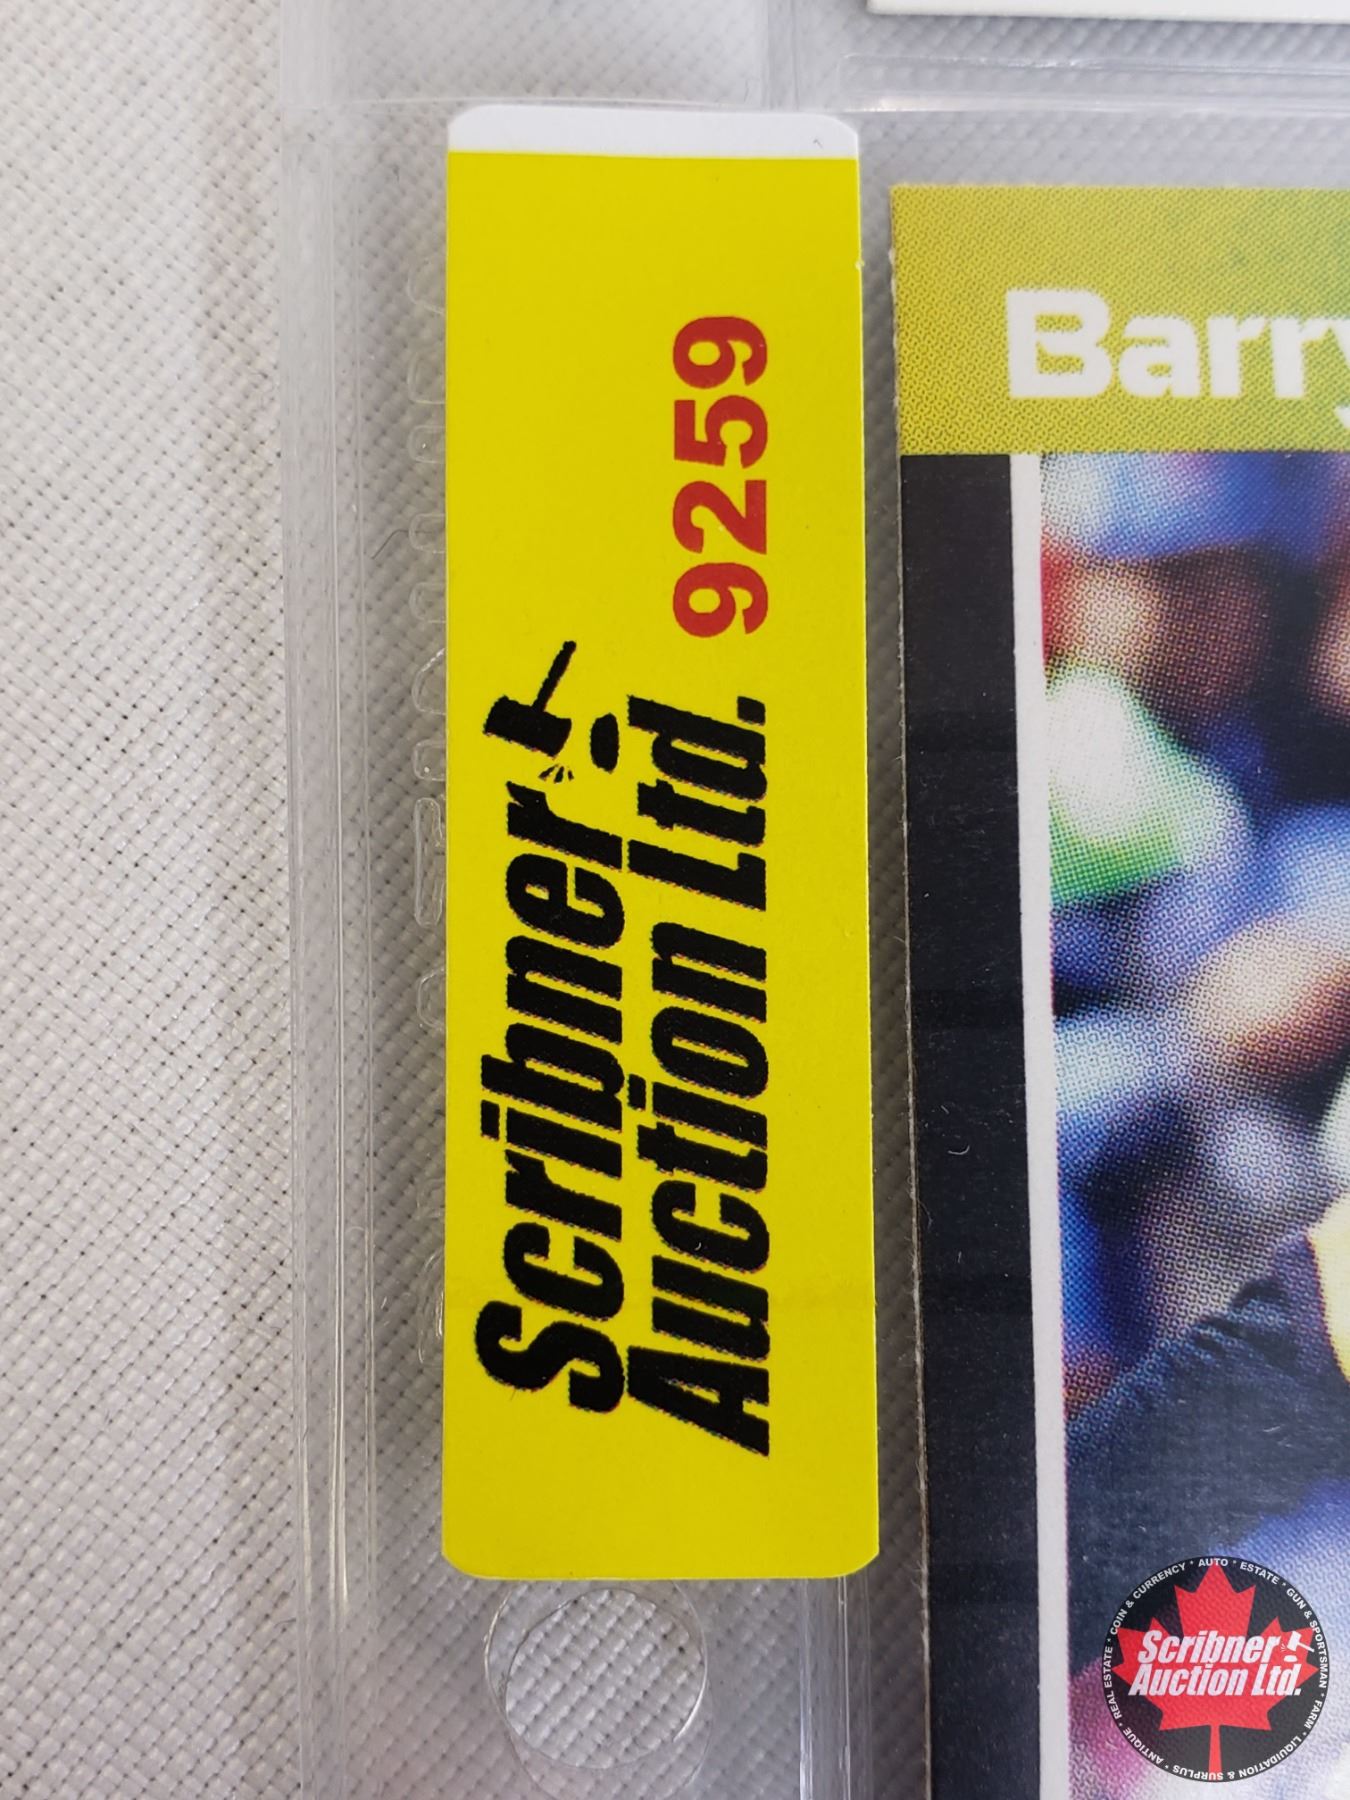 Scribner
Auction Ltd. 9259
Barry
COIN & CURRENCY * AUTO * ESTATE * GUN & SPORTSMAN * FARM * LIQUIDATION & SURPLUS * ANTIQUE * REAL ESTATE *
Scribner
Auction Ltd.